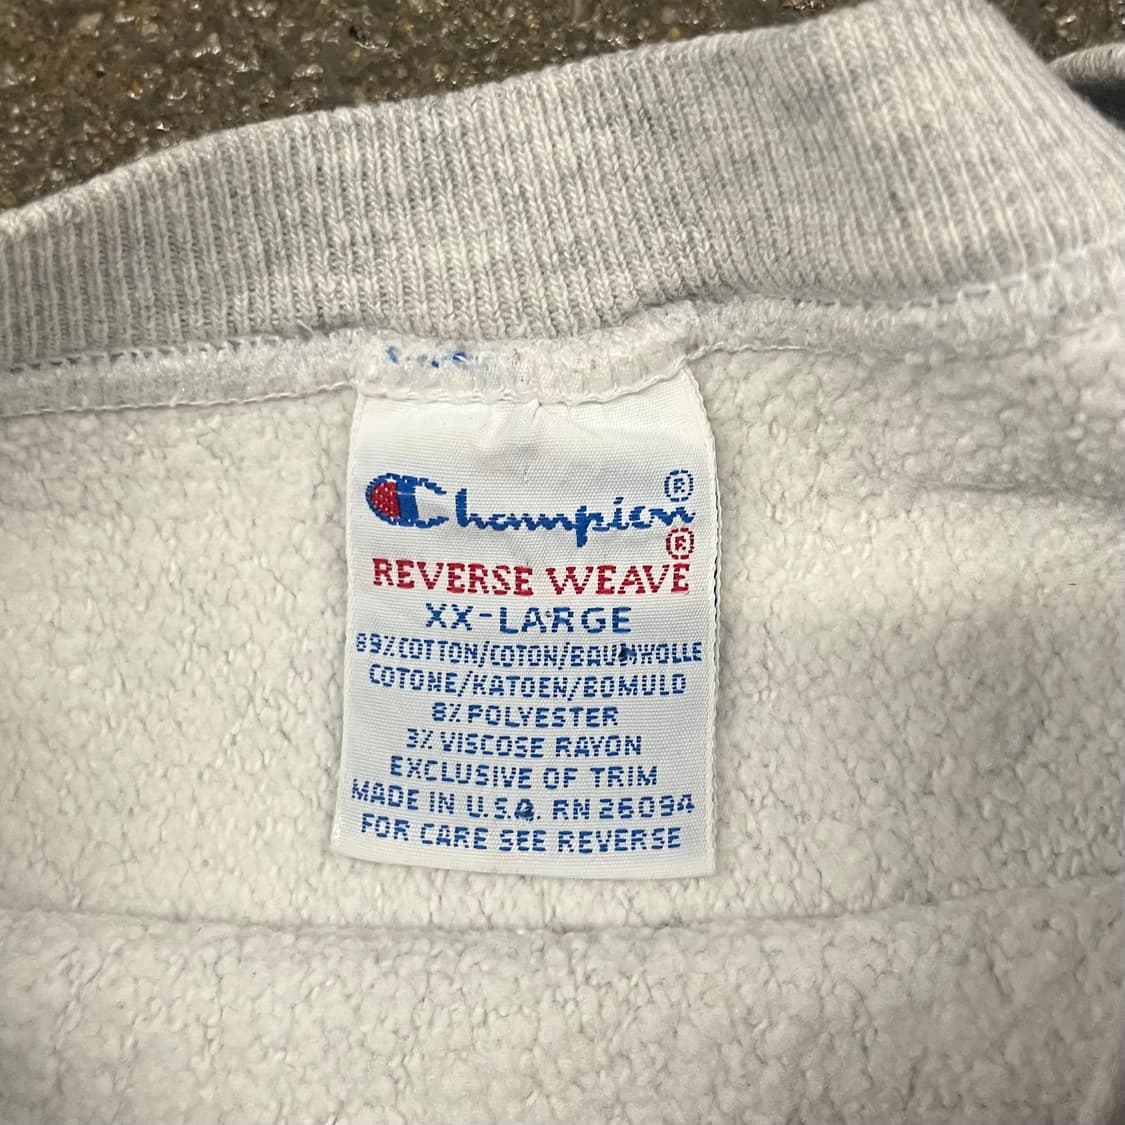 Champion®
REVERSE WEAVE®
XX-LARGE
89% COTTON/COTON/BAUMWOLLE
COTONE/KATOEN/BOMULD
8% POLYESTER
3% VISCOSE RAYON
EXCLUSIVE OF TRIM
MADE IN U.S.A. RN 26094
FOR CARE SEE REVERSE